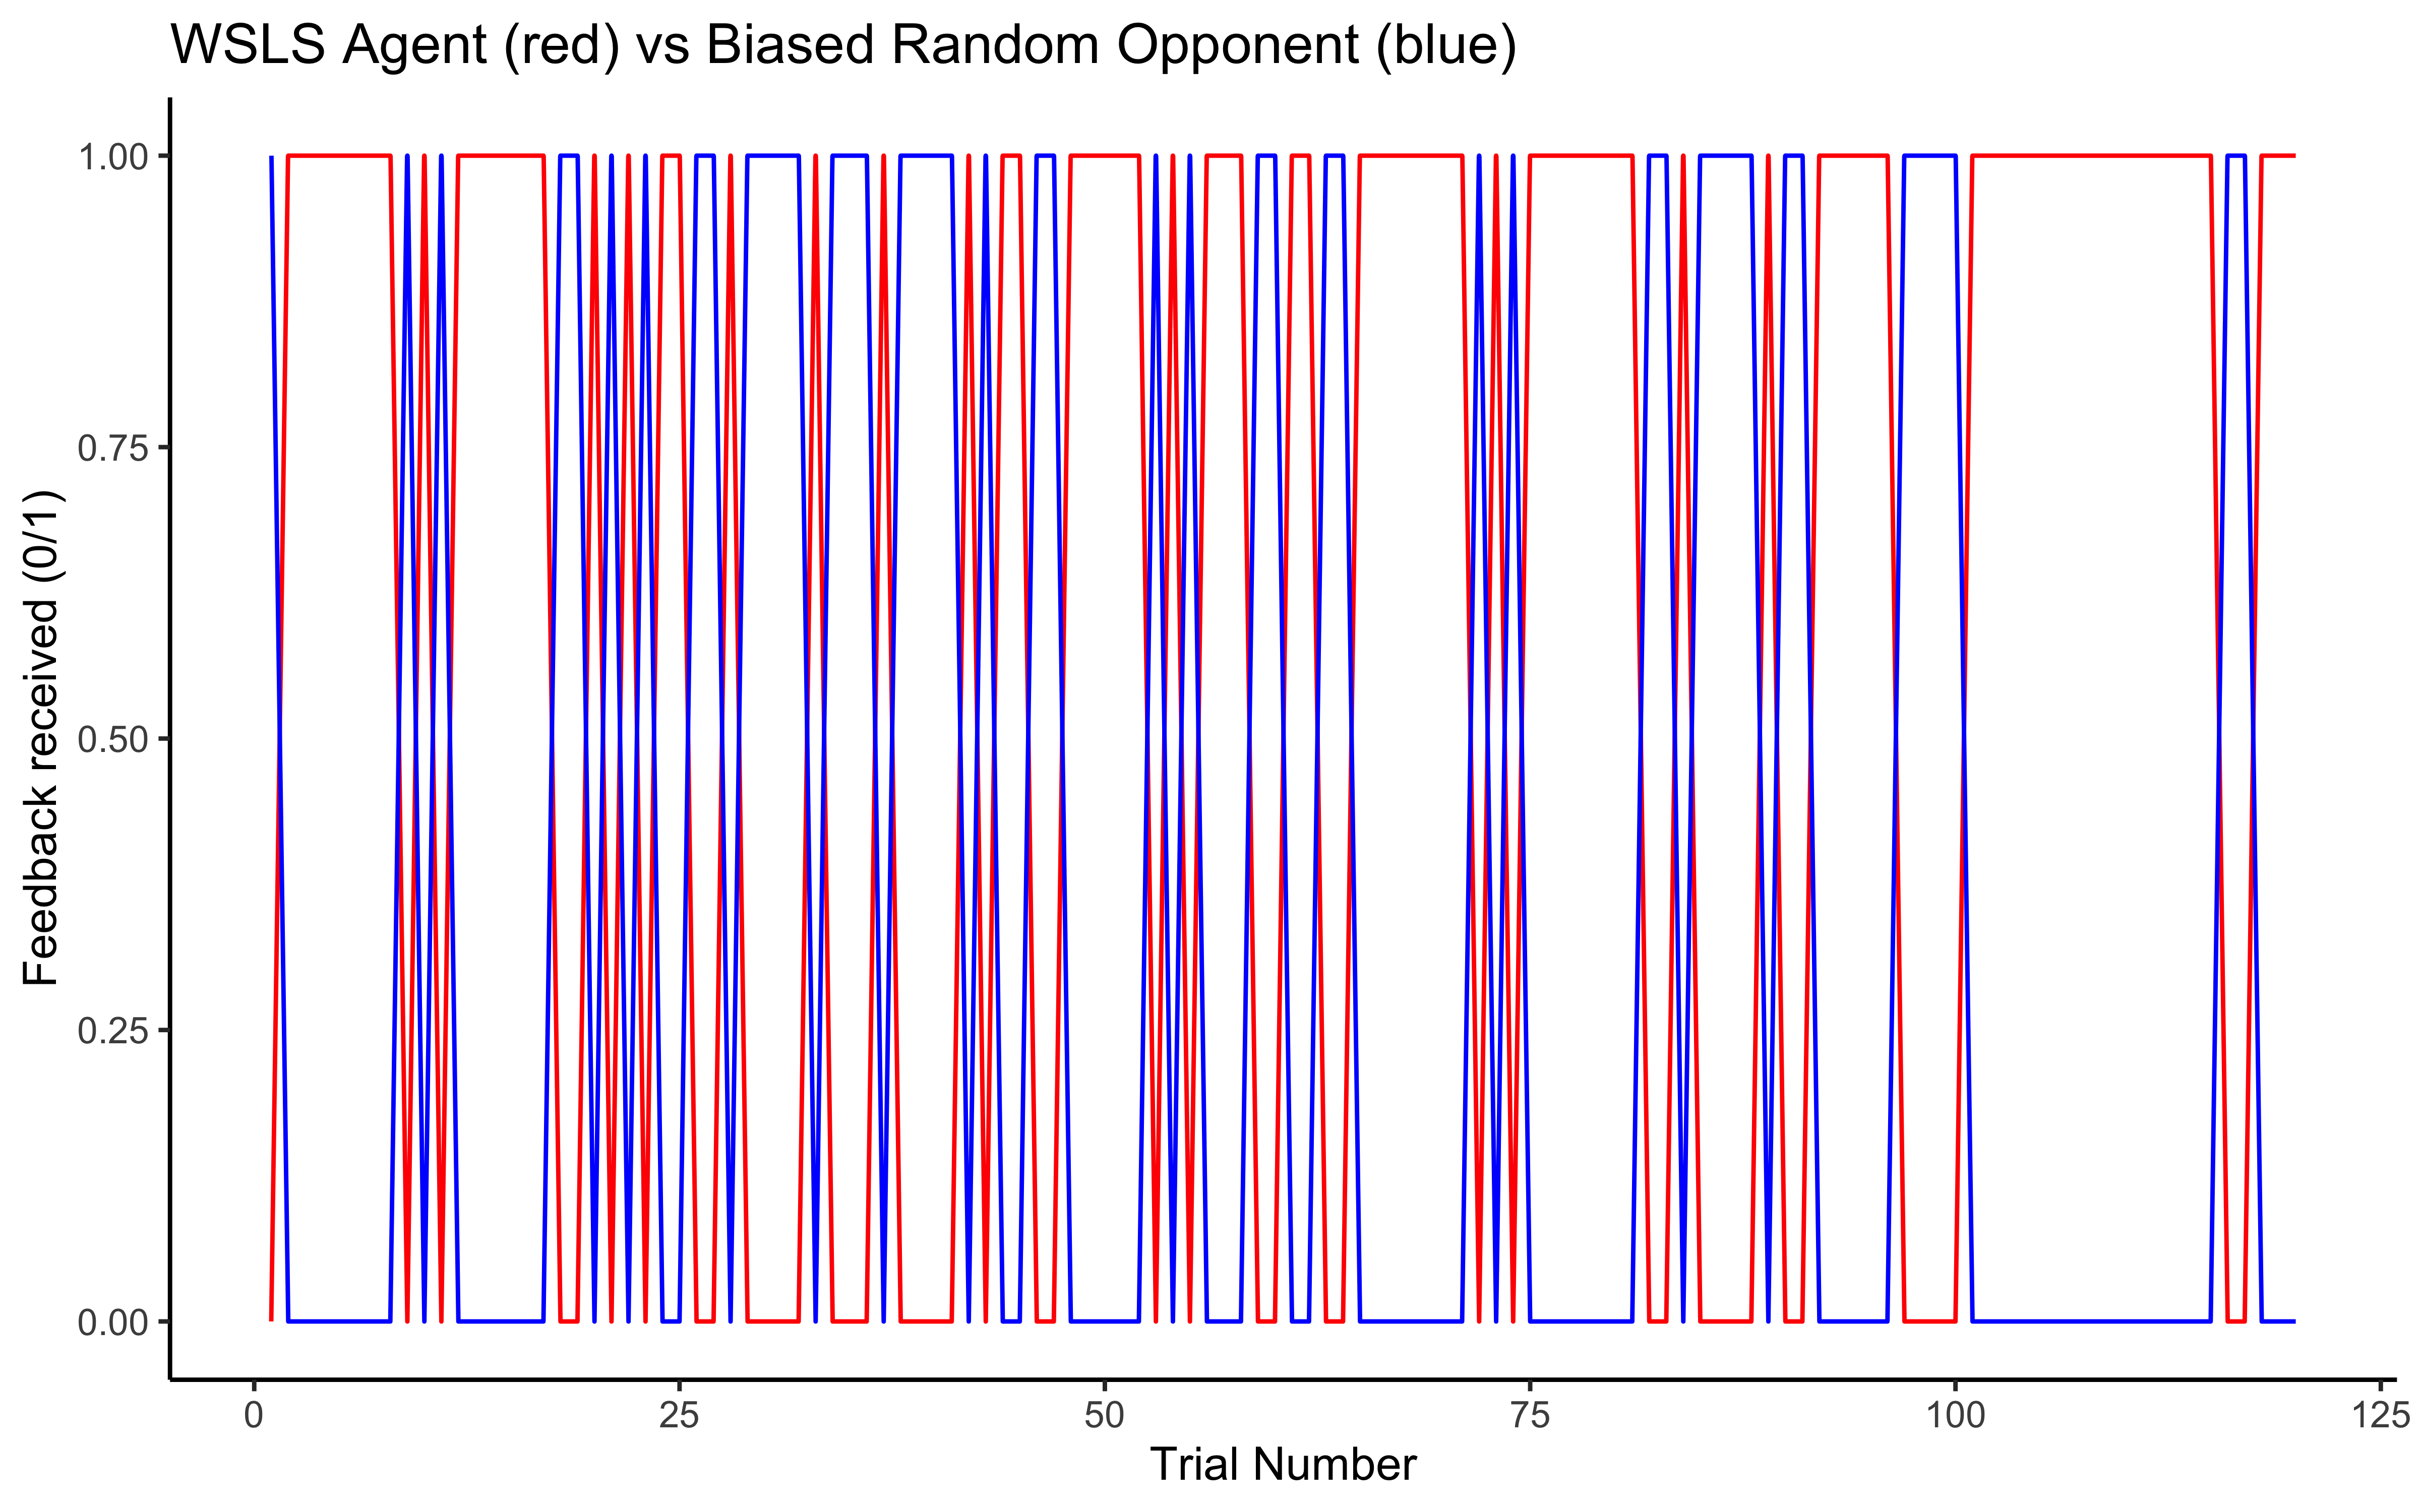 WSLS Agent (red) vs Biased Random Opponent (blue)
Feedback received (0/1)
1.00
0.75
0.50
0.25
0.00
0 25 50 75 100 125
Trial Number